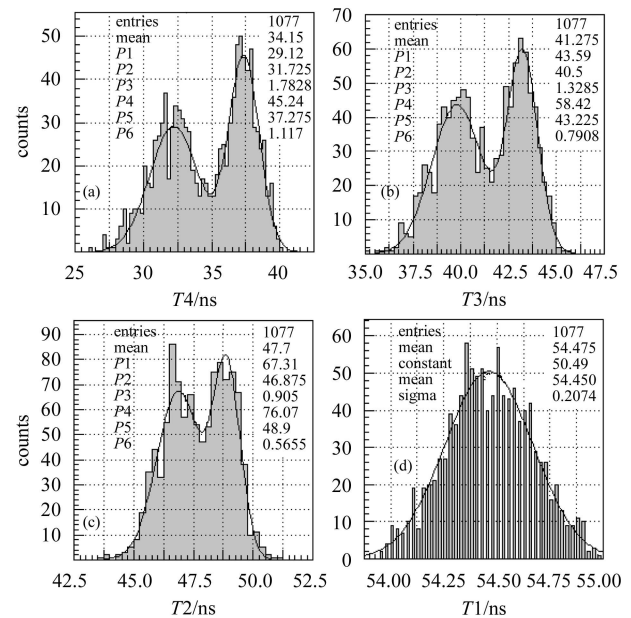 entries 1077
mean 34.15
P1 29.12
P2 31.725
P3 1.7828
P4 45.24
P5 37.275
P6 1.117
50
40
30
20
10
counts
(a)
25 30 35 40
T4/ns
entries 1077
mean 41.275
P1 43.59
P2 40.5
P3 1.3285
P4 58.42
P5 43.225
P6 0.7908
70
60
50
40
30
20
10
(b)
35.0 37.5 40.0 42.5 45.0 47.5
T3/ns
entries 1077
mean 47.7
P1 67.31
P2 46.875
P3 0.905
P4 76.07
P5 48.9
P6 0.5655
90
80
70
60
50
40
30
20
10
counts
(c)
42.5 45.0 47.5 50.0 52.5
T2/ns
entries 1077
mean 54.475
constant 50.49
mean 54.450
sigma 0.2074
60
50
40
30
20
10
0
(d)
54.00 54.25 54.50 54.75 55.00
T1/ns